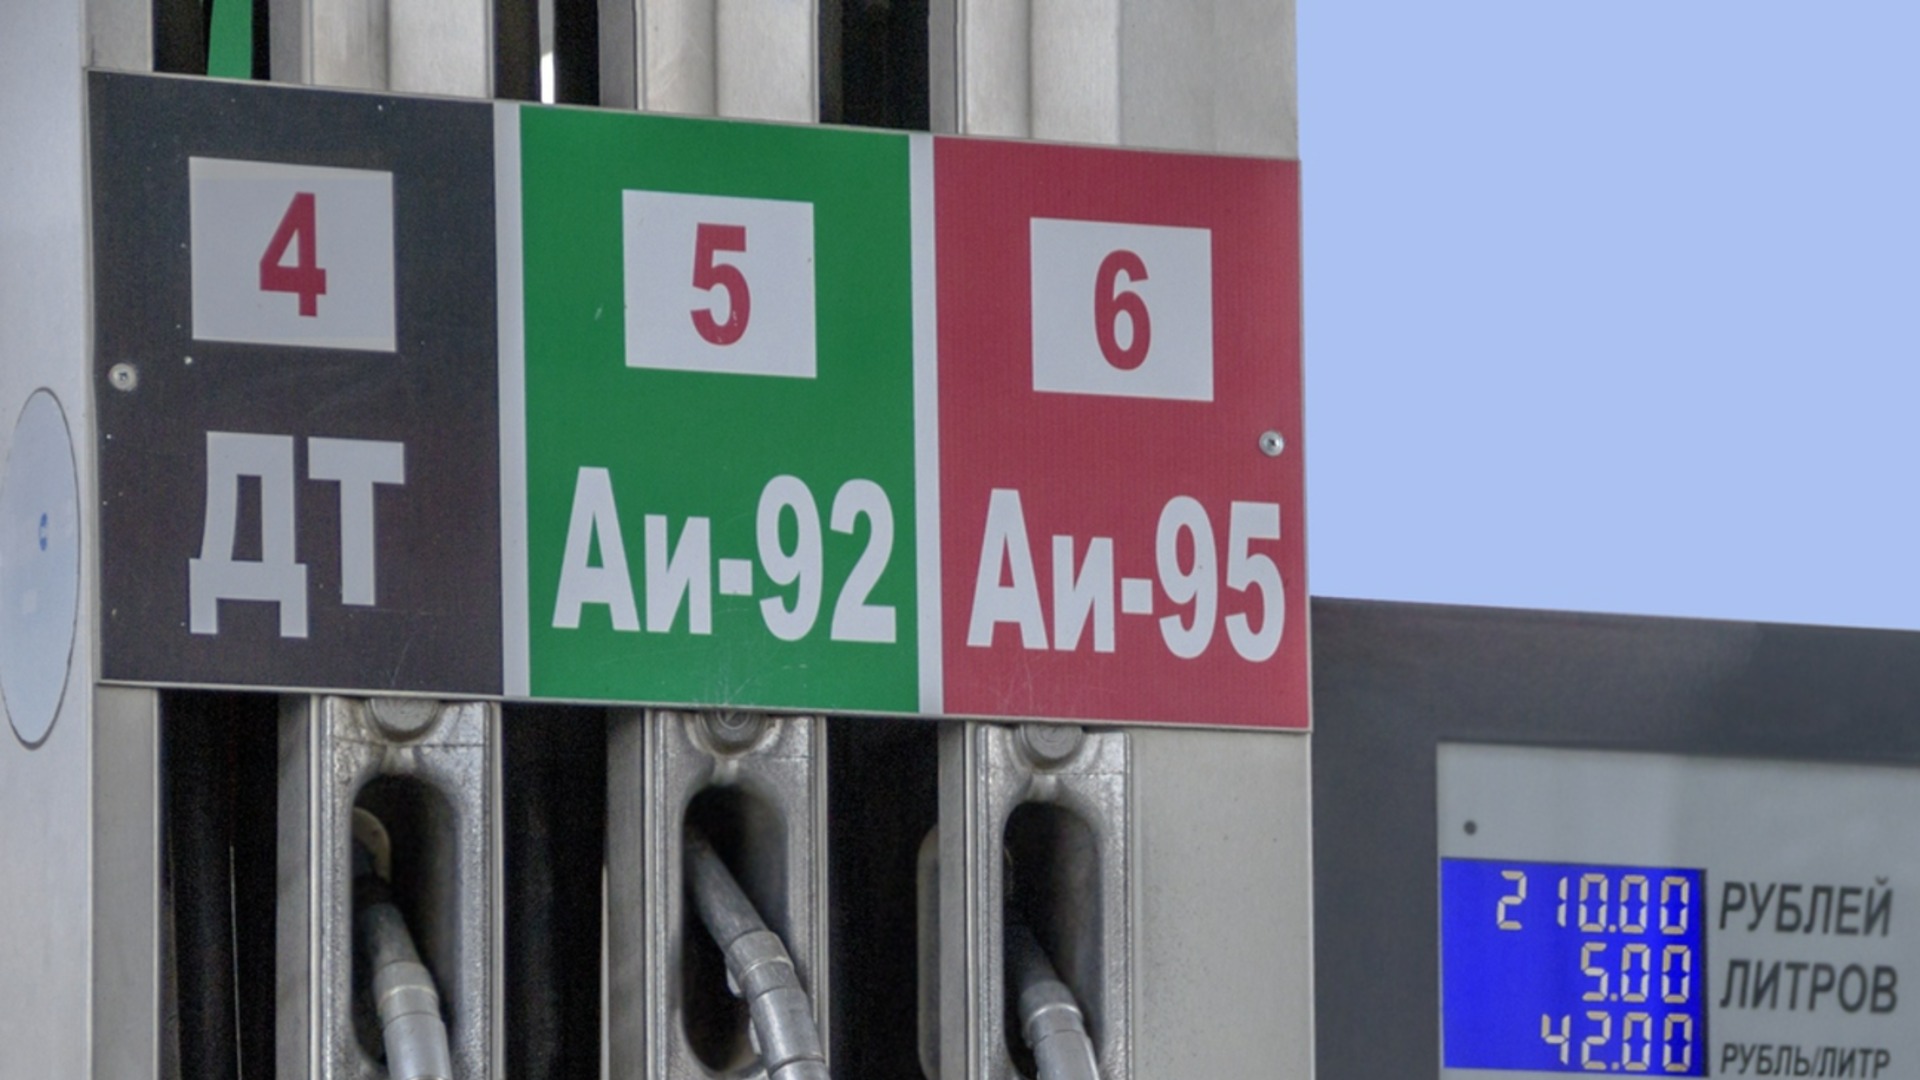 4
ДТ
5
Аи-92
6
Аи-95
210.00 РУБЛЕЙ
5.00 ЛИТРОВ
42.00 РУБЛЬ/ЛИТР